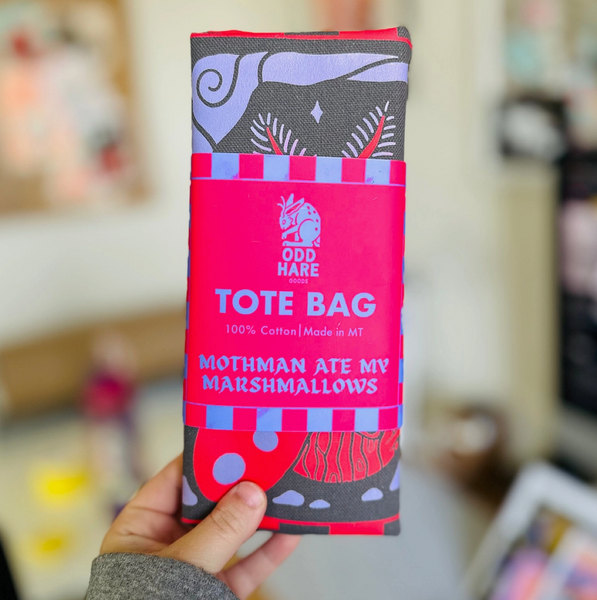 ODD
HARE
GOODS
TOTE BAG
100% Cotton|Made in MT
MOTHMAN ATE MY
MARSHMALLOWS